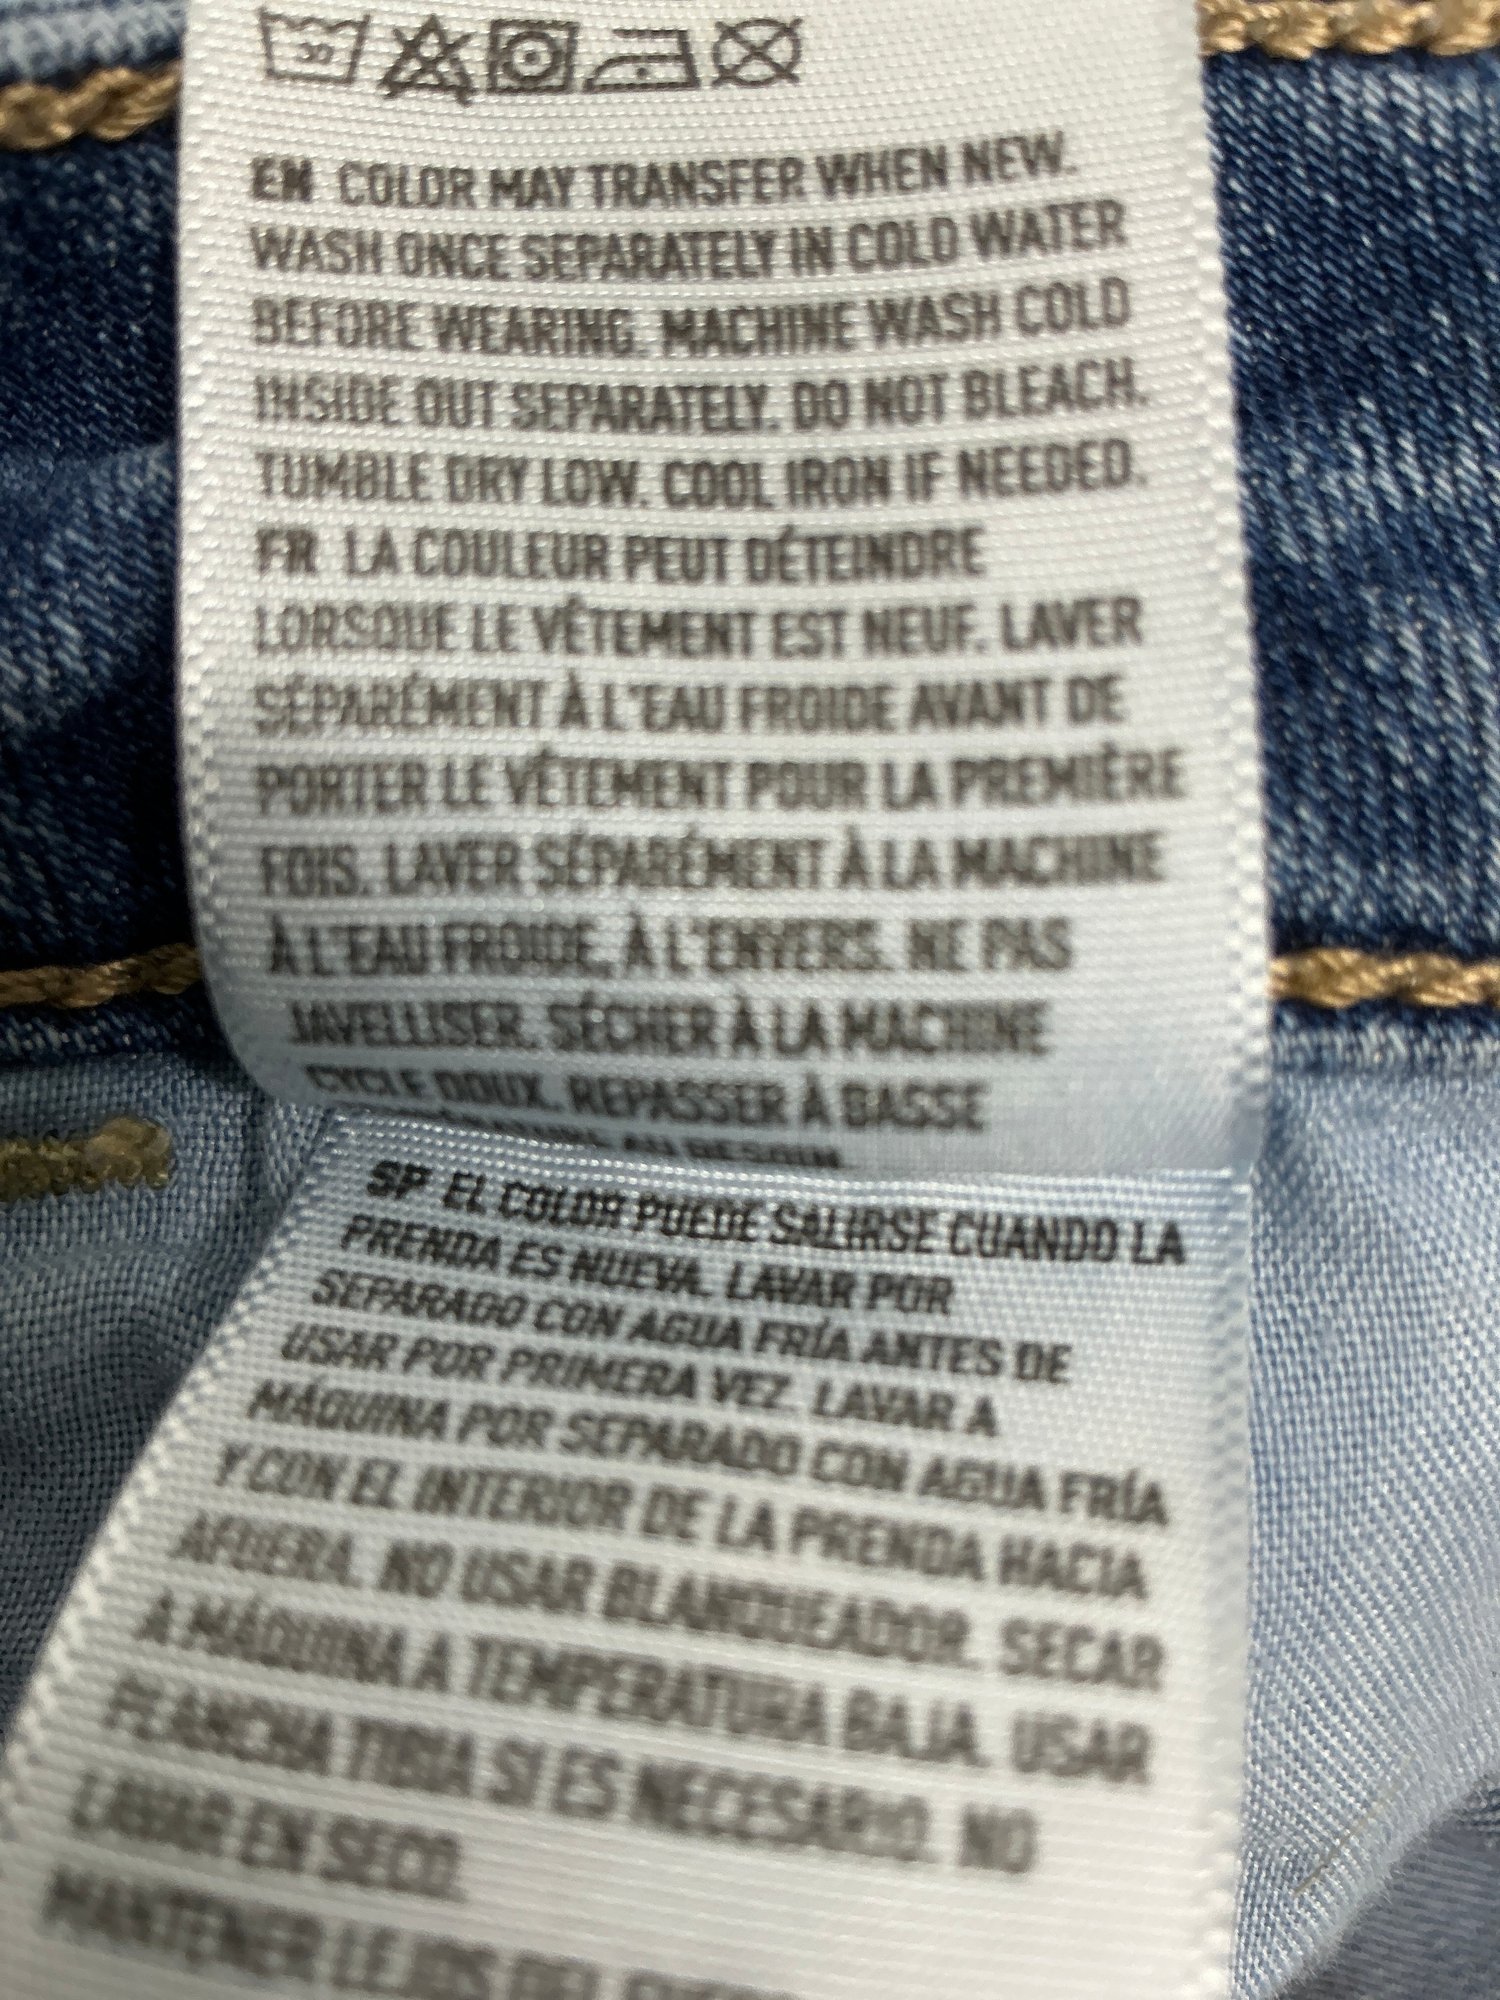 30
EN COLOR MAY TRANSFER WHEN NEW.
WASH ONCE SEPARATELY IN COLD WATER
BEFORE WEARING. MACHINE WASH COLD
INSIDE OUT SEPARATELY. DO NOT BLEACH.
TUMBLE DRY LOW. COOL IRON IF NEEDED.
FR LA COULEUR PEUT DÉTEINDRE
LORSQUE LE VÊTEMENT EST NEUF. LAVER
SÉPARÉMENT À L'EAU FROIDE AVANT DE
PORTER LE VÊTEMENT POUR LA PREMIÈRE
FOIS. LAVER SÉPARÉMENT À LA MACHINE
À L'EAU FROIDE, À L'ENVERS. NE PAS
JAVELLISER. SÉCHER À LA MACHINE
CYCLE DOUX. REPASSER À BASSE
AU BESOIN.
SP EL COLOR PUEDE SALIRSE CUANDO LA
PRENDA ES NUEVA. LAVAR POR
SEPARADO CON AGUA FRÍA ANTES DE
USAR POR PRIMERA VEZ. LAVAR A
MÁQUINA POR SEPARADO CON AGUA FRÍA
Y CON EL INTERIOR DE LA PRENDA HACIA
AFUERA. NO USAR BLANQUEADOR. SECAR
A MÁQUINA A TEMPERATURA BAJA. USAR
PLANCHA TIBIA SI ES NECESARIO. NO
LAVAR EN SECO.
MANTENER LEJOS DEL